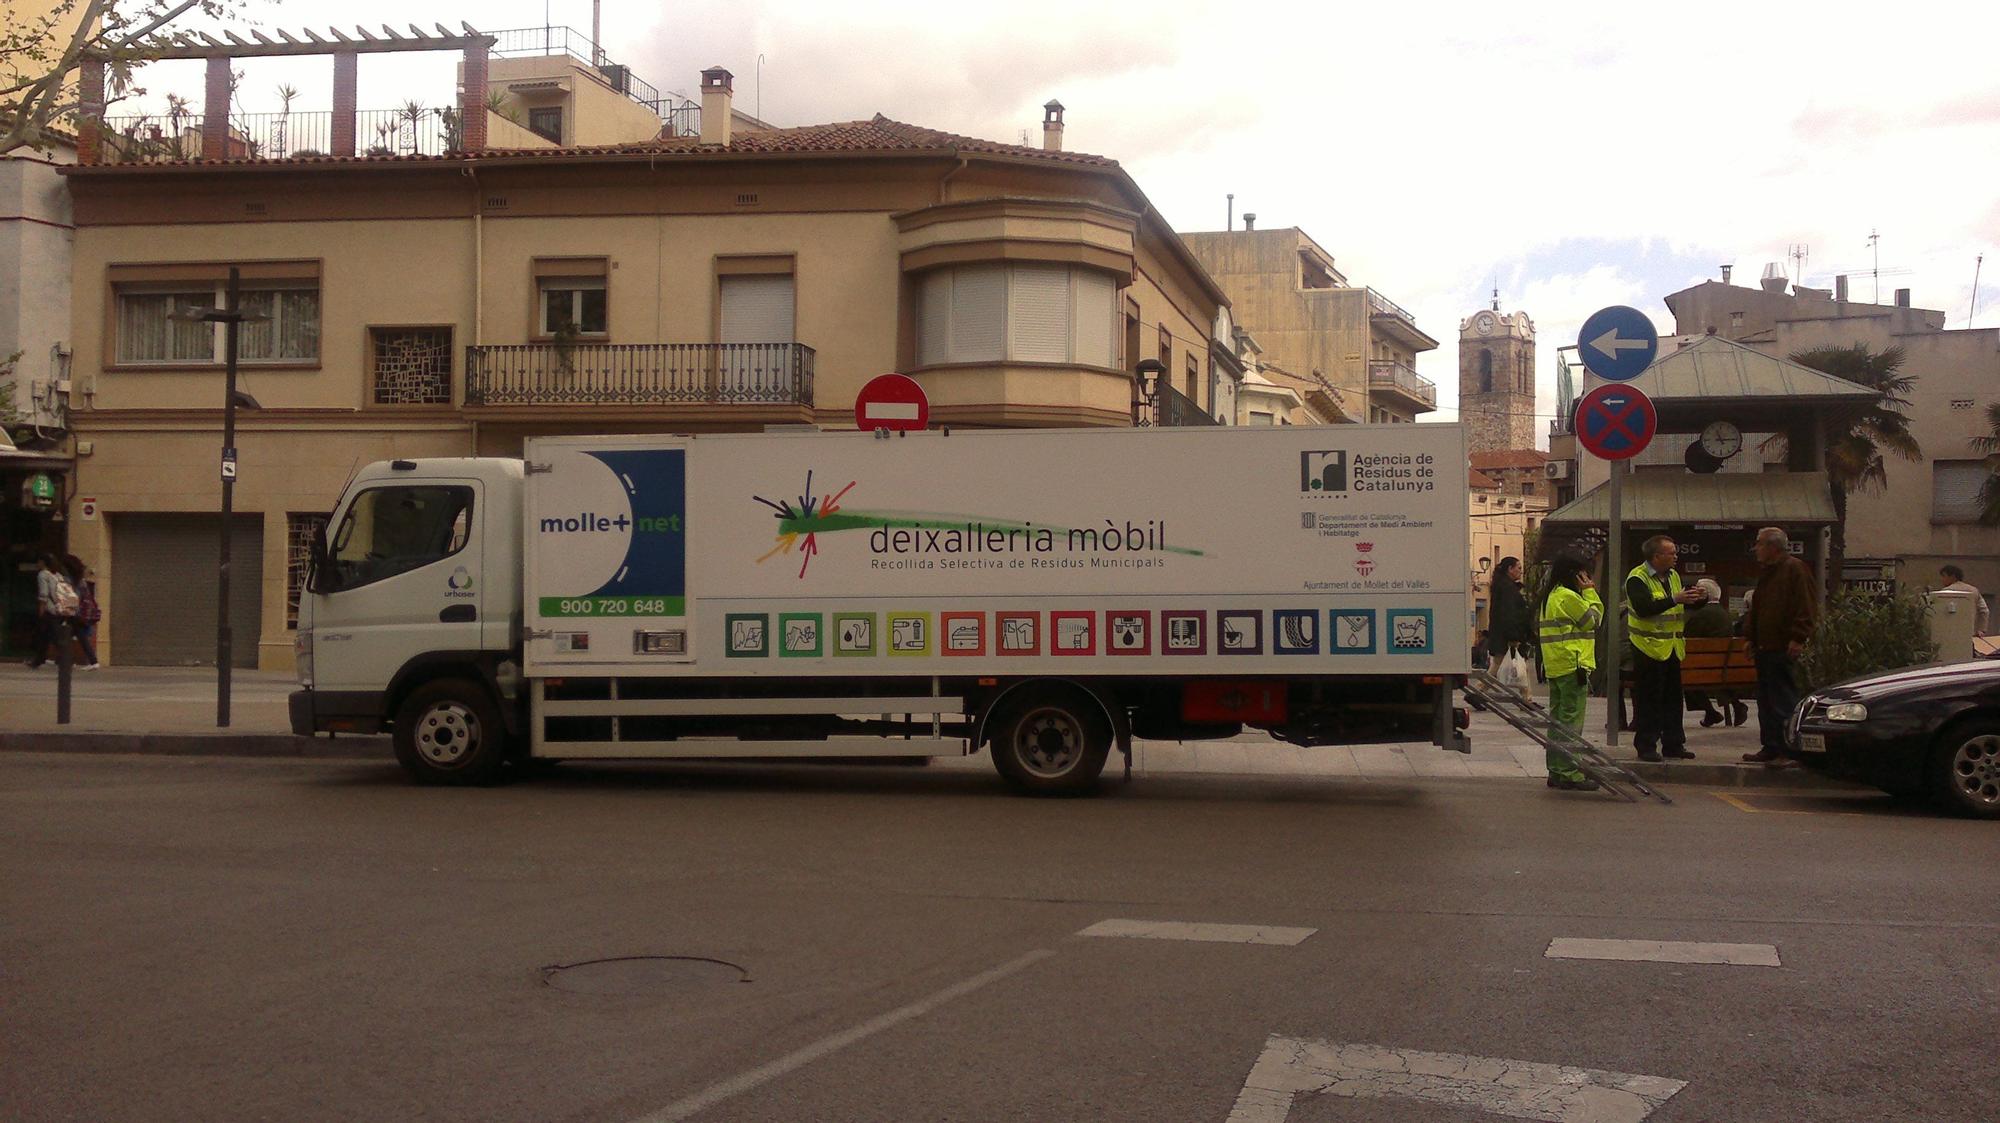 molle+ net
900 720 648
urbaser
deixalleria mòbil
Recollida Selectiva de Residus Municipals
Agència de
Residus de
Catalunya
Generalitat de Catalunya
Departament de Medi Ambient
i Habitatge
Ajuntament de Mollet del Vallès
24